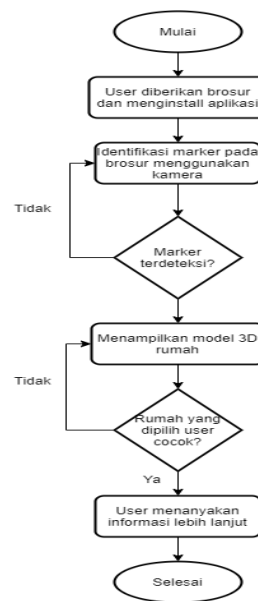 Mulai
User diberikan brosur
dan menginstall aplikasi
Identifikasi marker pada
brosur menggunakan
kamera
Tidak
Marker
terdeteksi?
Menampilkan model 3D
rumah
Tidak
Rumah yang
dipilih user
cocok?
Ya
User menanyakan
informasi lebih lanjut
Selesai